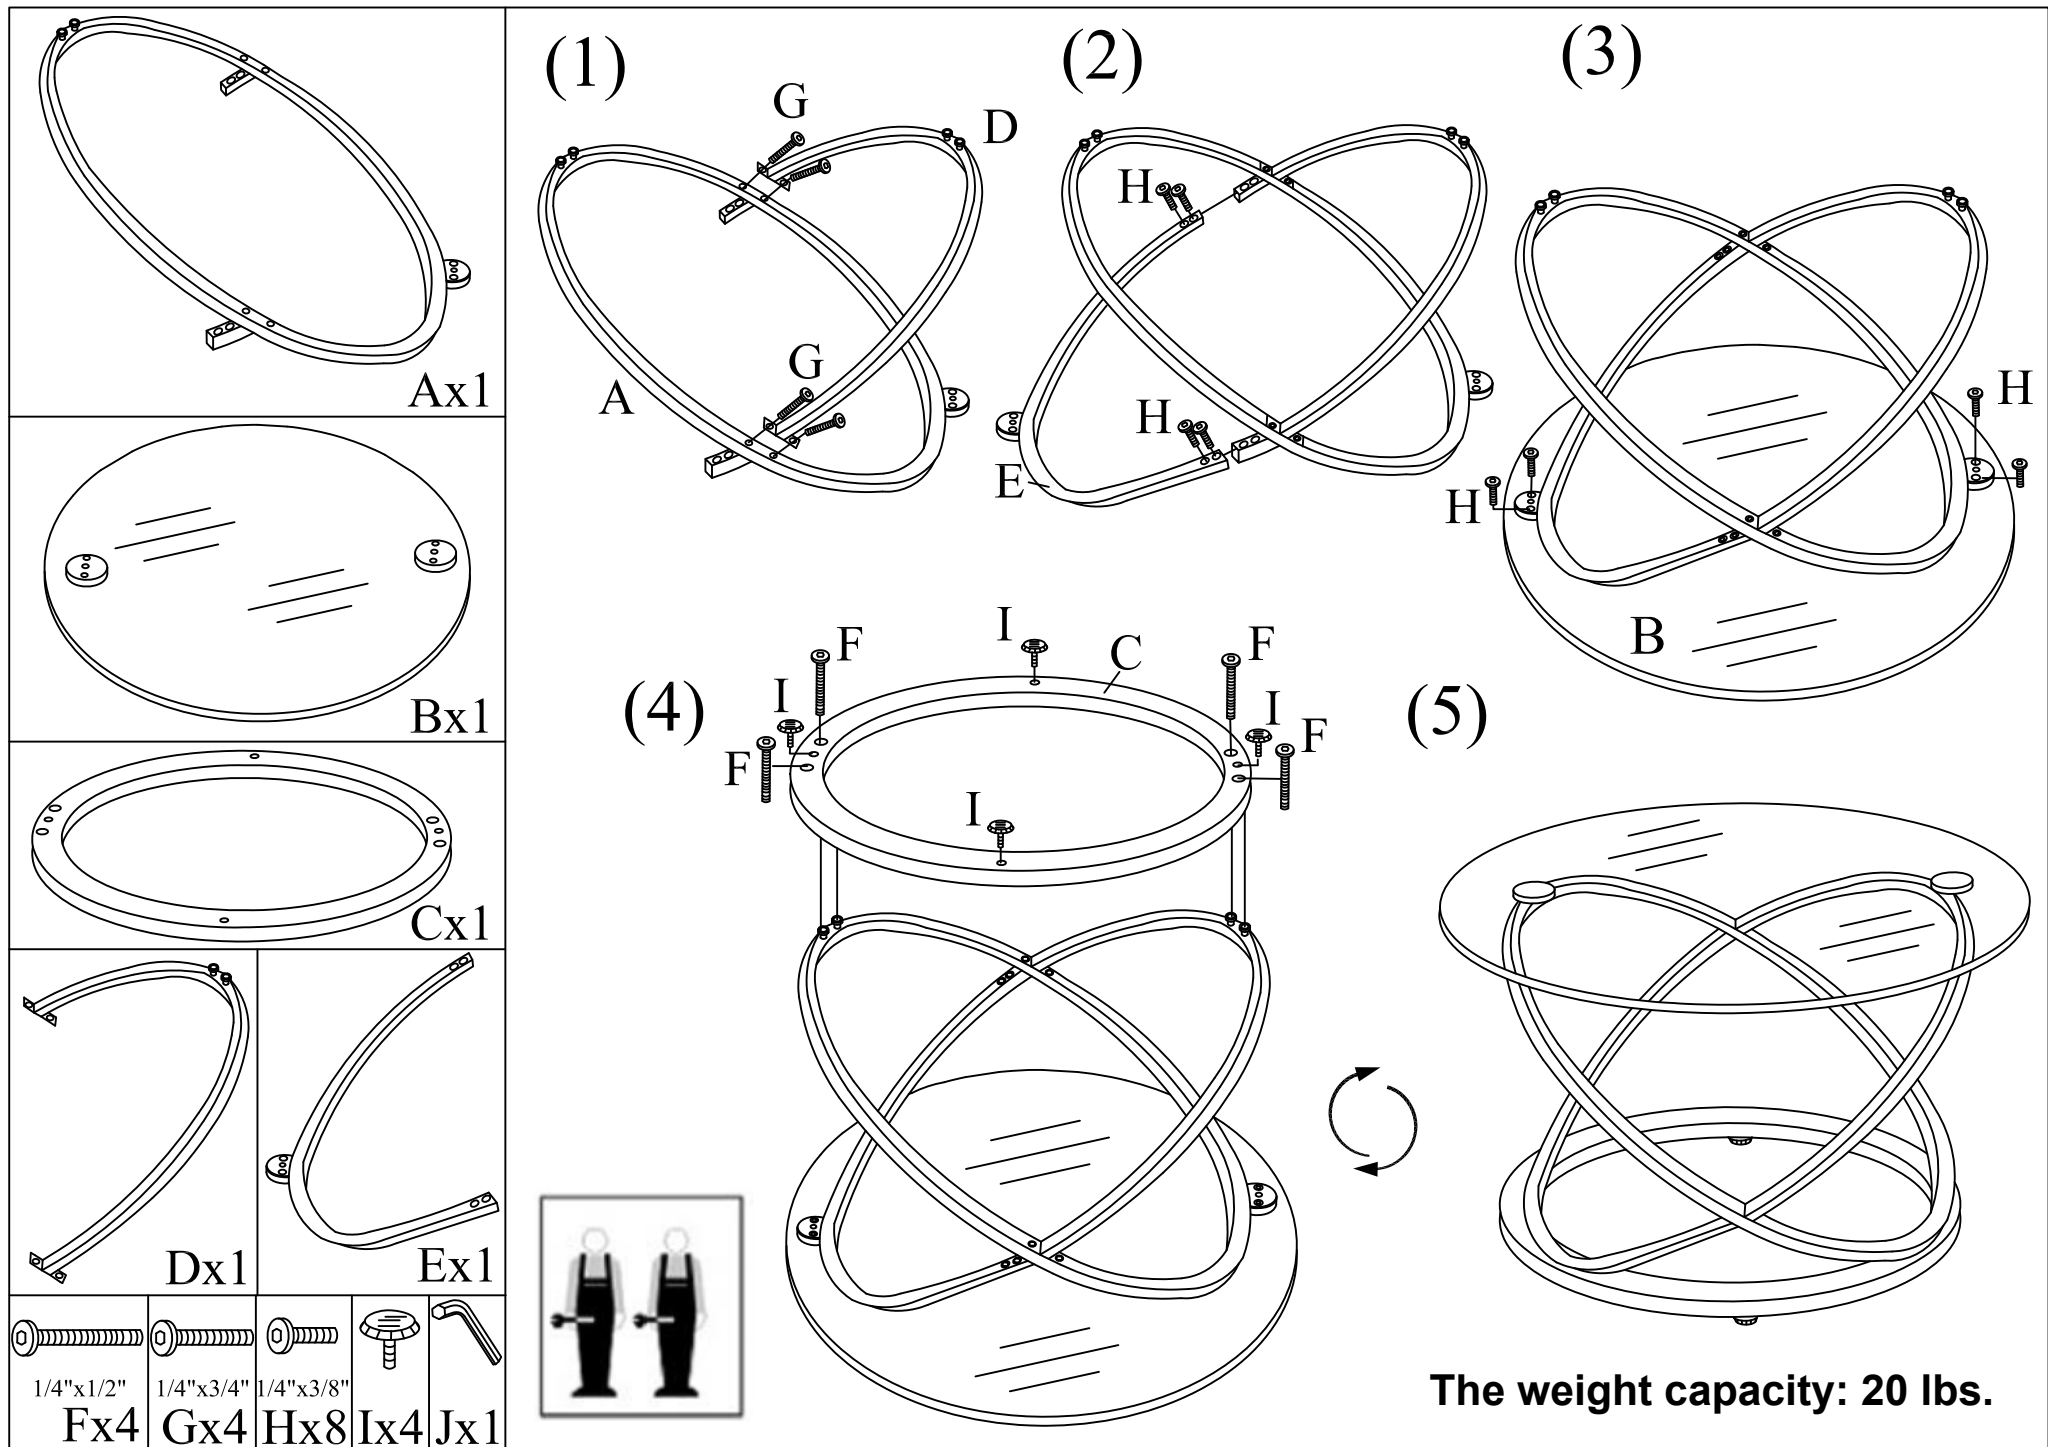 Ax1
Bx1
Cx1
Dx1
Ex1
1/4"x1/2"
Fx4
1/4"x3/4"
Gx4
1/4"x3/8"
Hx8
Ix4
Jx1
(1)
G
D
G
A
(2)
H
H
E
(3)
H
H
B
(4)
I
F
C
F
I
I
F
F
I
(5)
The weight capacity: 20 lbs.